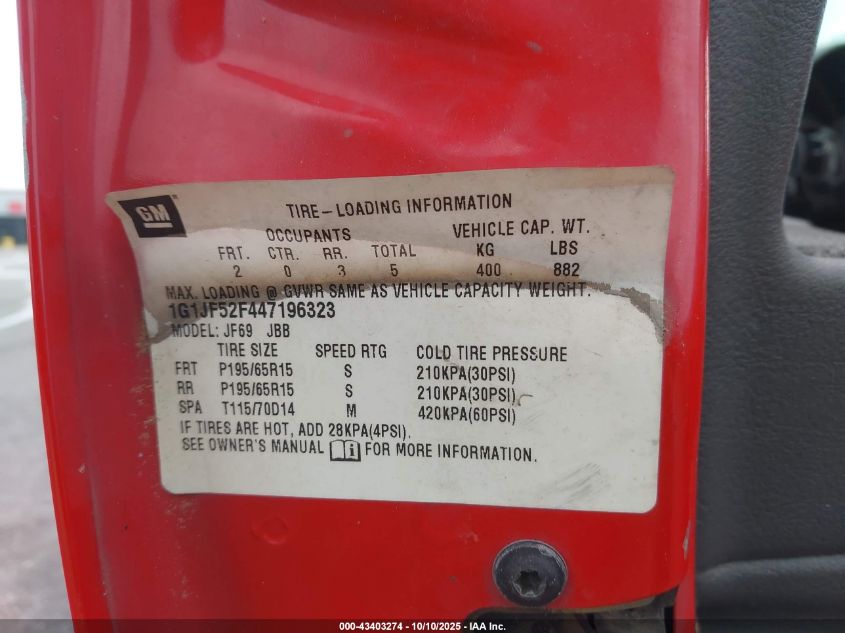 GM
TIRE-LOADING INFORMATION
OCCUPANTS VEHICLE CAP. WT.
FRT. CTR. RR. TOTAL KG LBS
2 0 3 5 400 882
MAX. LOADING @ GVWR SAME AS VEHICLE CAPACITY WEIGHT.
1G1JF52F447196323
MODEL: JF69 JBB
TIRE SIZE SPEED RTG COLD TIRE PRESSURE
FRT P195/65R15 S 210KPA(30PSI)
RR P195/65R15 S 210KPA(30PSI)
SPA T115/70D14 M 420KPA(60PSI)
IF TIRES ARE HOT, ADD 28KPA(4PSI).
SEE OWNER'S MANUAL FOR MORE INFORMATION.
000-43403274 - 10/10/2025 - IAA Inc.